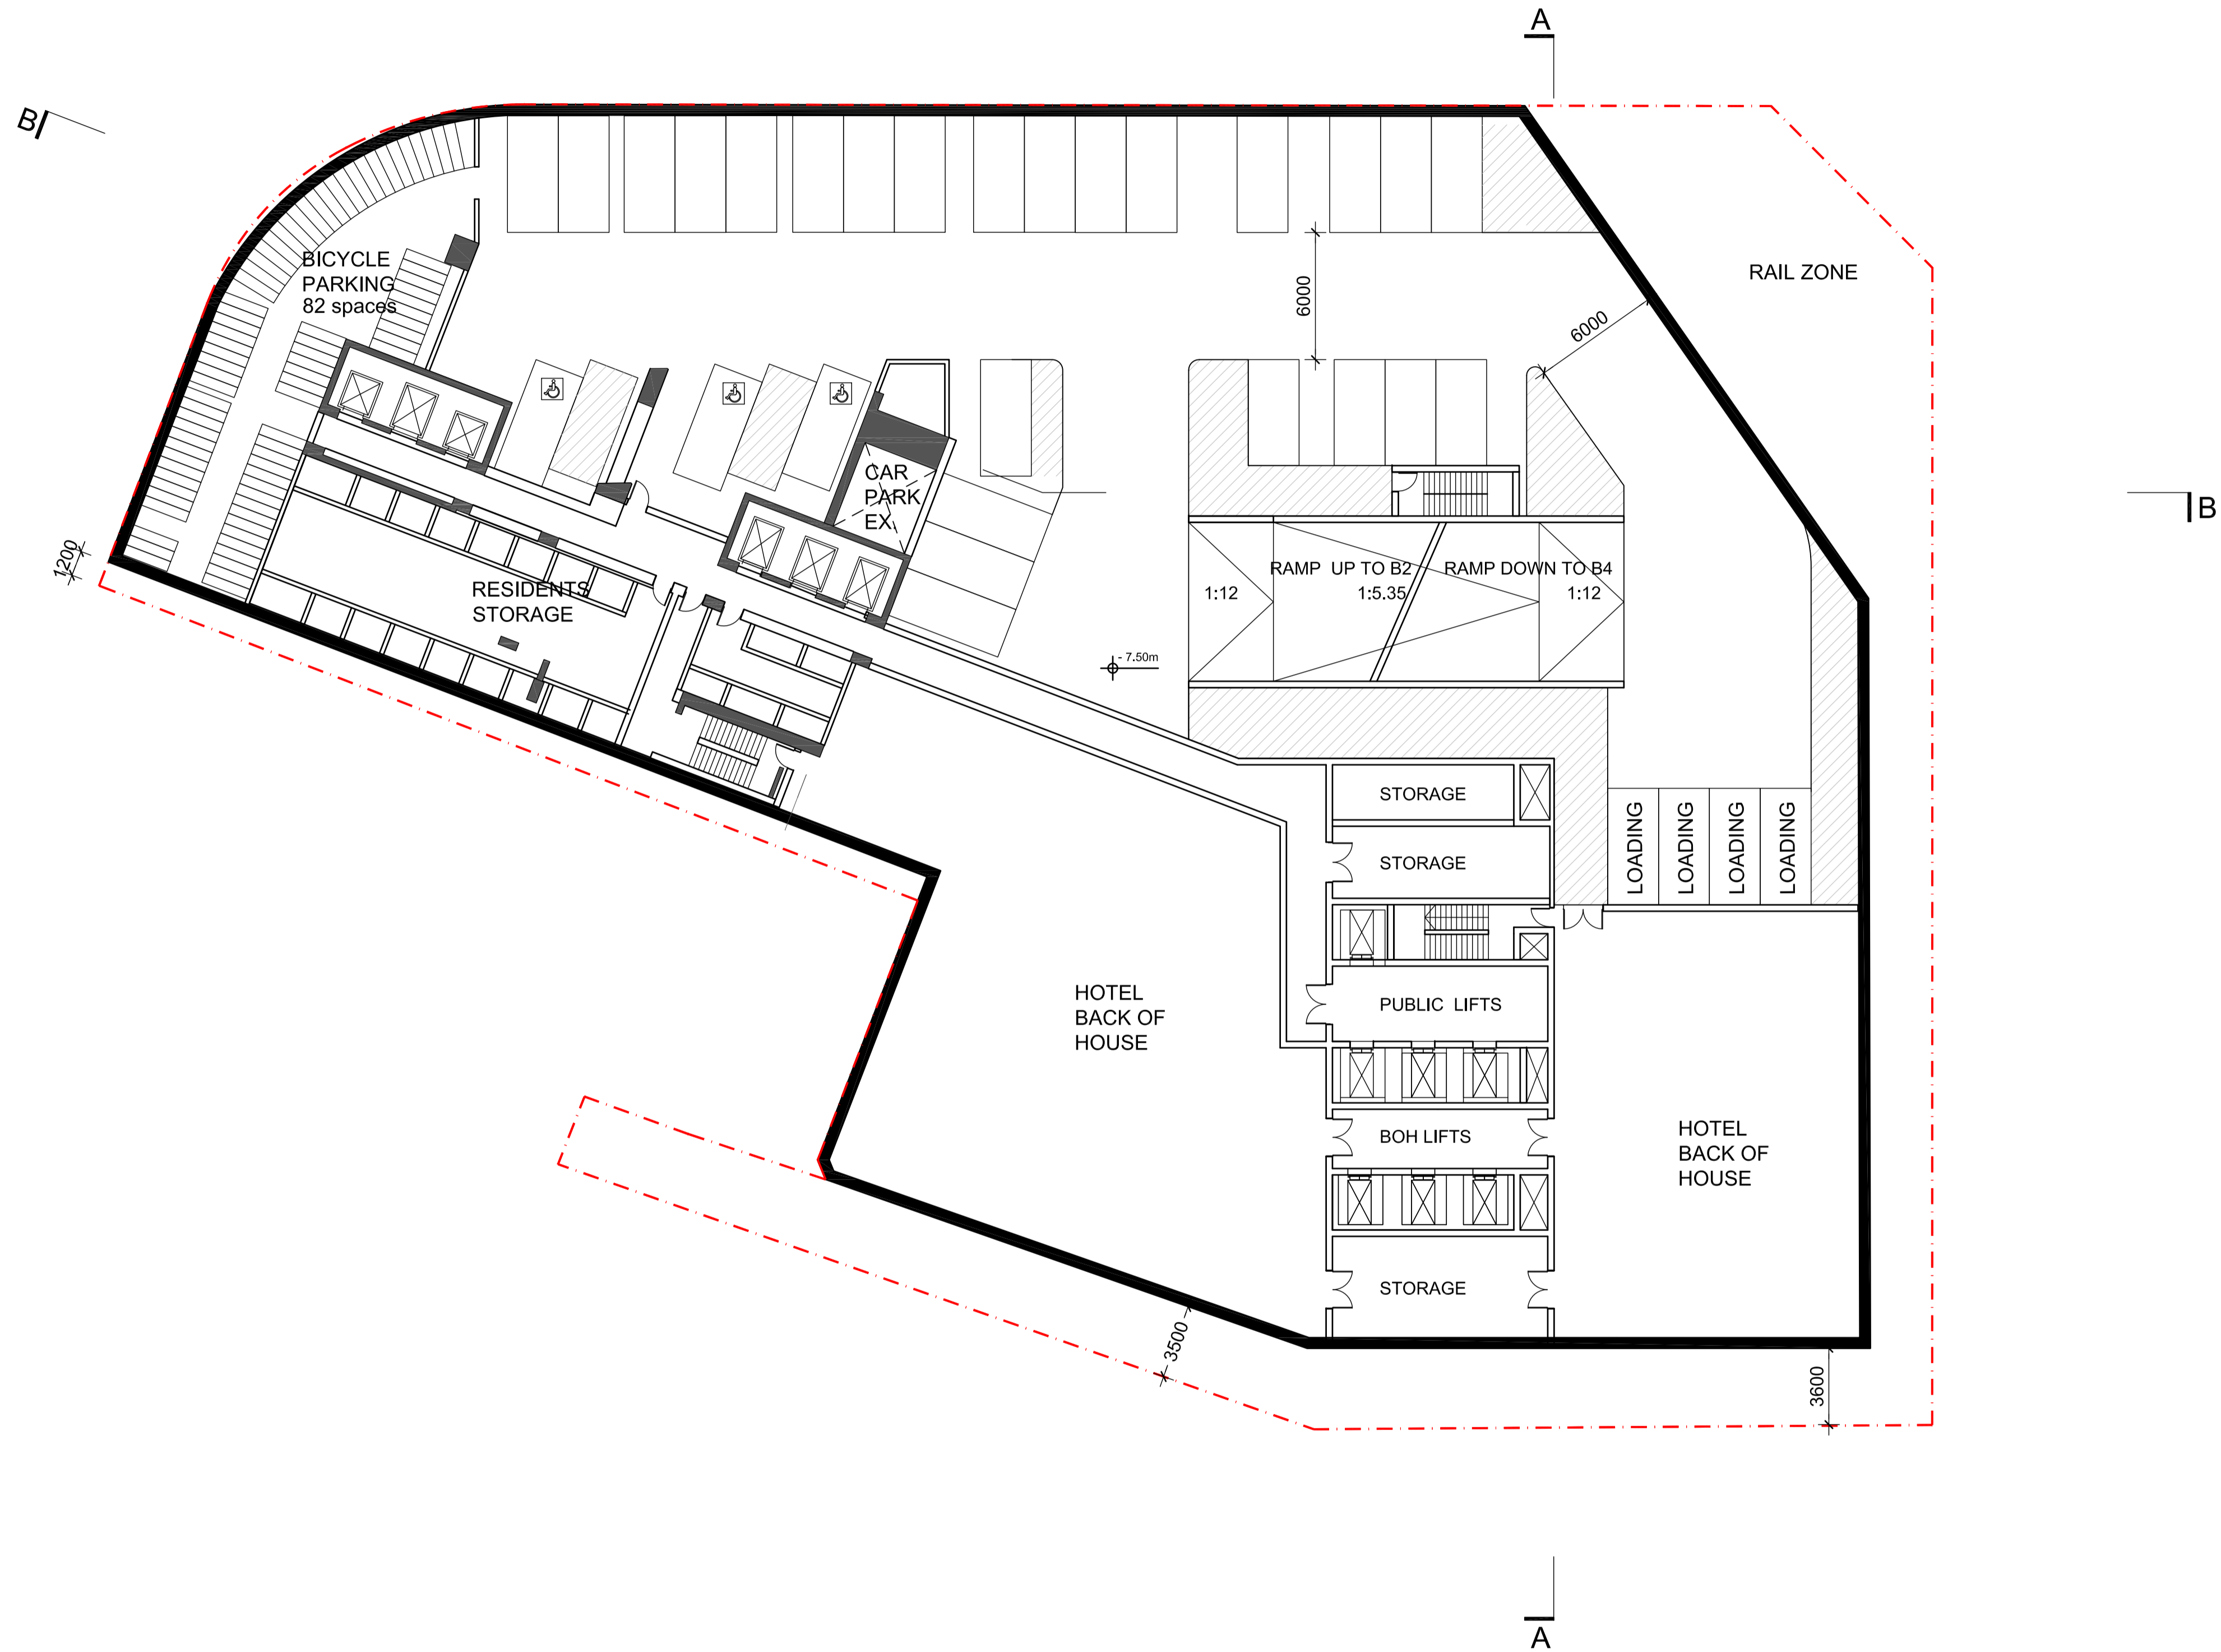 A
B
BICYCLE
PARKING
82 spaces
6000
6000
RAIL ZONE
CAR
PARK
EX.
B
1200
RESIDENTS
STORAGE
RAMP UP TO B2
RAMP DOWN TO B4
1:12
1:5.35
1:12
- 7.50m
STORAGE
LOADING
LOADING
LOADING
LOADING
STORAGE
HOTEL
BACK OF
HOUSE
PUBLIC LIFTS
BOH LIFTS
HOTEL
BACK OF
HOUSE
STORAGE
3500
3600
A